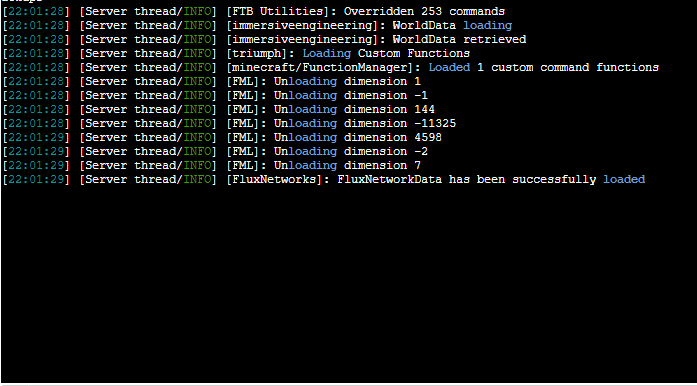 [22:01:28] [Server thread/INFO] [FTB Utilities]: Overridden 253 commands
[22:01:28] [Server thread/INFO] [immersiveengineering]: WorldData loading
[22:01:28] [Server thread/INFO] [immersiveengineering]: WorldData retrieved
[22:01:28] [Server thread/INFO] [triumph]: Loading Custom Functions
[22:01:28] [Server thread/INFO] [minecraft/FunctionManager]: Loaded 1 custom command functions
[22:01:28] [Server thread/INFO] [FML]: Unloading dimension 1
[22:01:28] [Server thread/INFO] [FML]: Unloading dimension -1
[22:01:28] [Server thread/INFO] [FML]: Unloading dimension 144
[22:01:28] [Server thread/INFO] [FML]: Unloading dimension -11325
[22:01:29] [Server thread/INFO] [FML]: Unloading dimension 4598
[22:01:29] [Server thread/INFO] [FML]: Unloading dimension -2
[22:01:29] [Server thread/INFO] [FML]: Unloading dimension 7
[22:01:29] [Server thread/INFO] [FluxNetworks]: FluxNetworkData has been successfully loaded